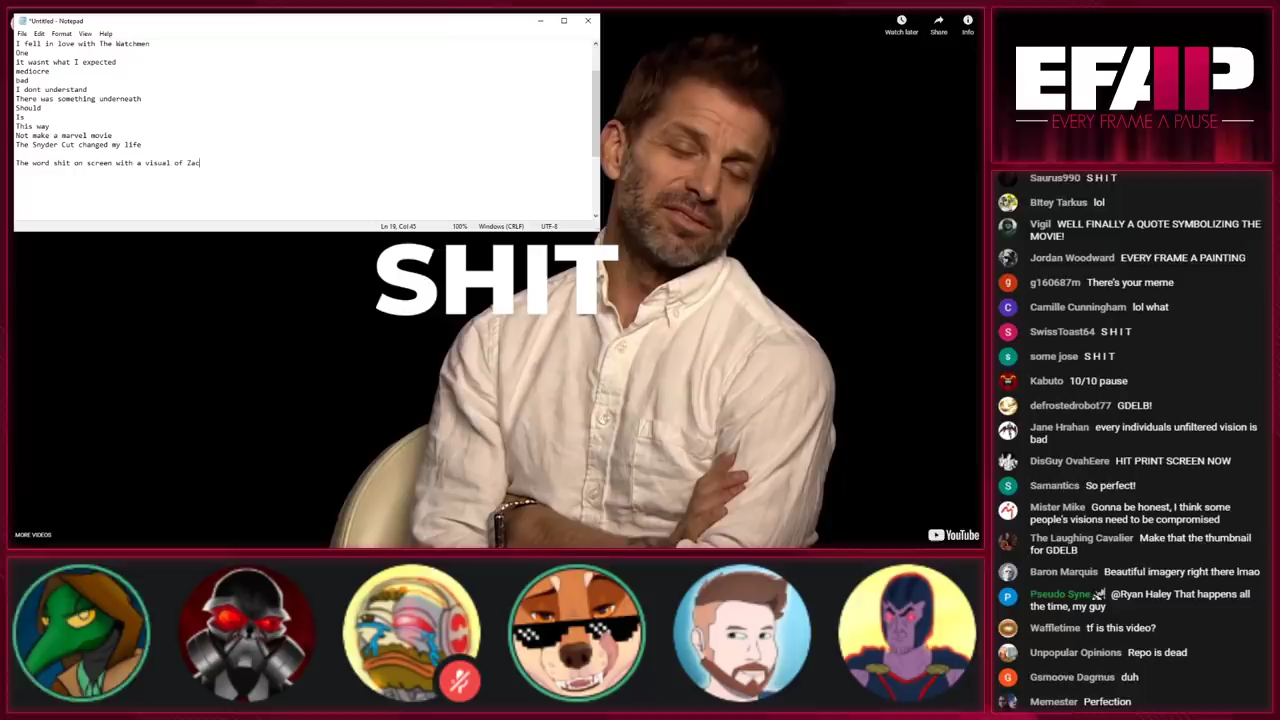 *Untitled - Notepad
File Edit Format View Help
I fell in love with The Watchmen
One
it wasnt what I expected
mediocre
bad
I dont understand
There was something underneath
Should
Is
This way
Not make a marvel movie
The Snyder Cut changed my life
The word shit on screen with a visual of Zac
Ln 19, Col 45 100% Windows (CRLF) UTF-8
Watch later Share Info
SHIT
MORE VIDEOS
YouTube
EFAP
EVERY FRAME A PAUSE
Saurus990 S H I T
BItey Tarkus lol
Vigil WELL FINALLY A QUOTE SYMBOLIZING THE
MOVIE!
Jordan Woodward EVERY FRAME A PAINTING
g160687m There's your meme
Camille Cunningham lol what
SwissToast64 S H I T
some jose S H I T
Kabuto 10/10 pause
defrostedrobot77 GDELB!
Jane Hrahan every individuals unfiltered vision is
bad
DisGuy OvahEere HIT PRINT SCREEN NOW
Samantics So perfect!
Mister Mike Gonna be honest, I think some
people's visions need to be compromised
The Laughing Cavalier Make that the thumbnail
for GDELB
Baron Marquis Beautiful imagery right there lmao
Pseudo Syne @Ryan Haley That happens all
the time, my guy
Waffletime tf is this video?
Unpopular Opinions Repo is dead
Gsmoove Dagmus duh
Memester Perfection